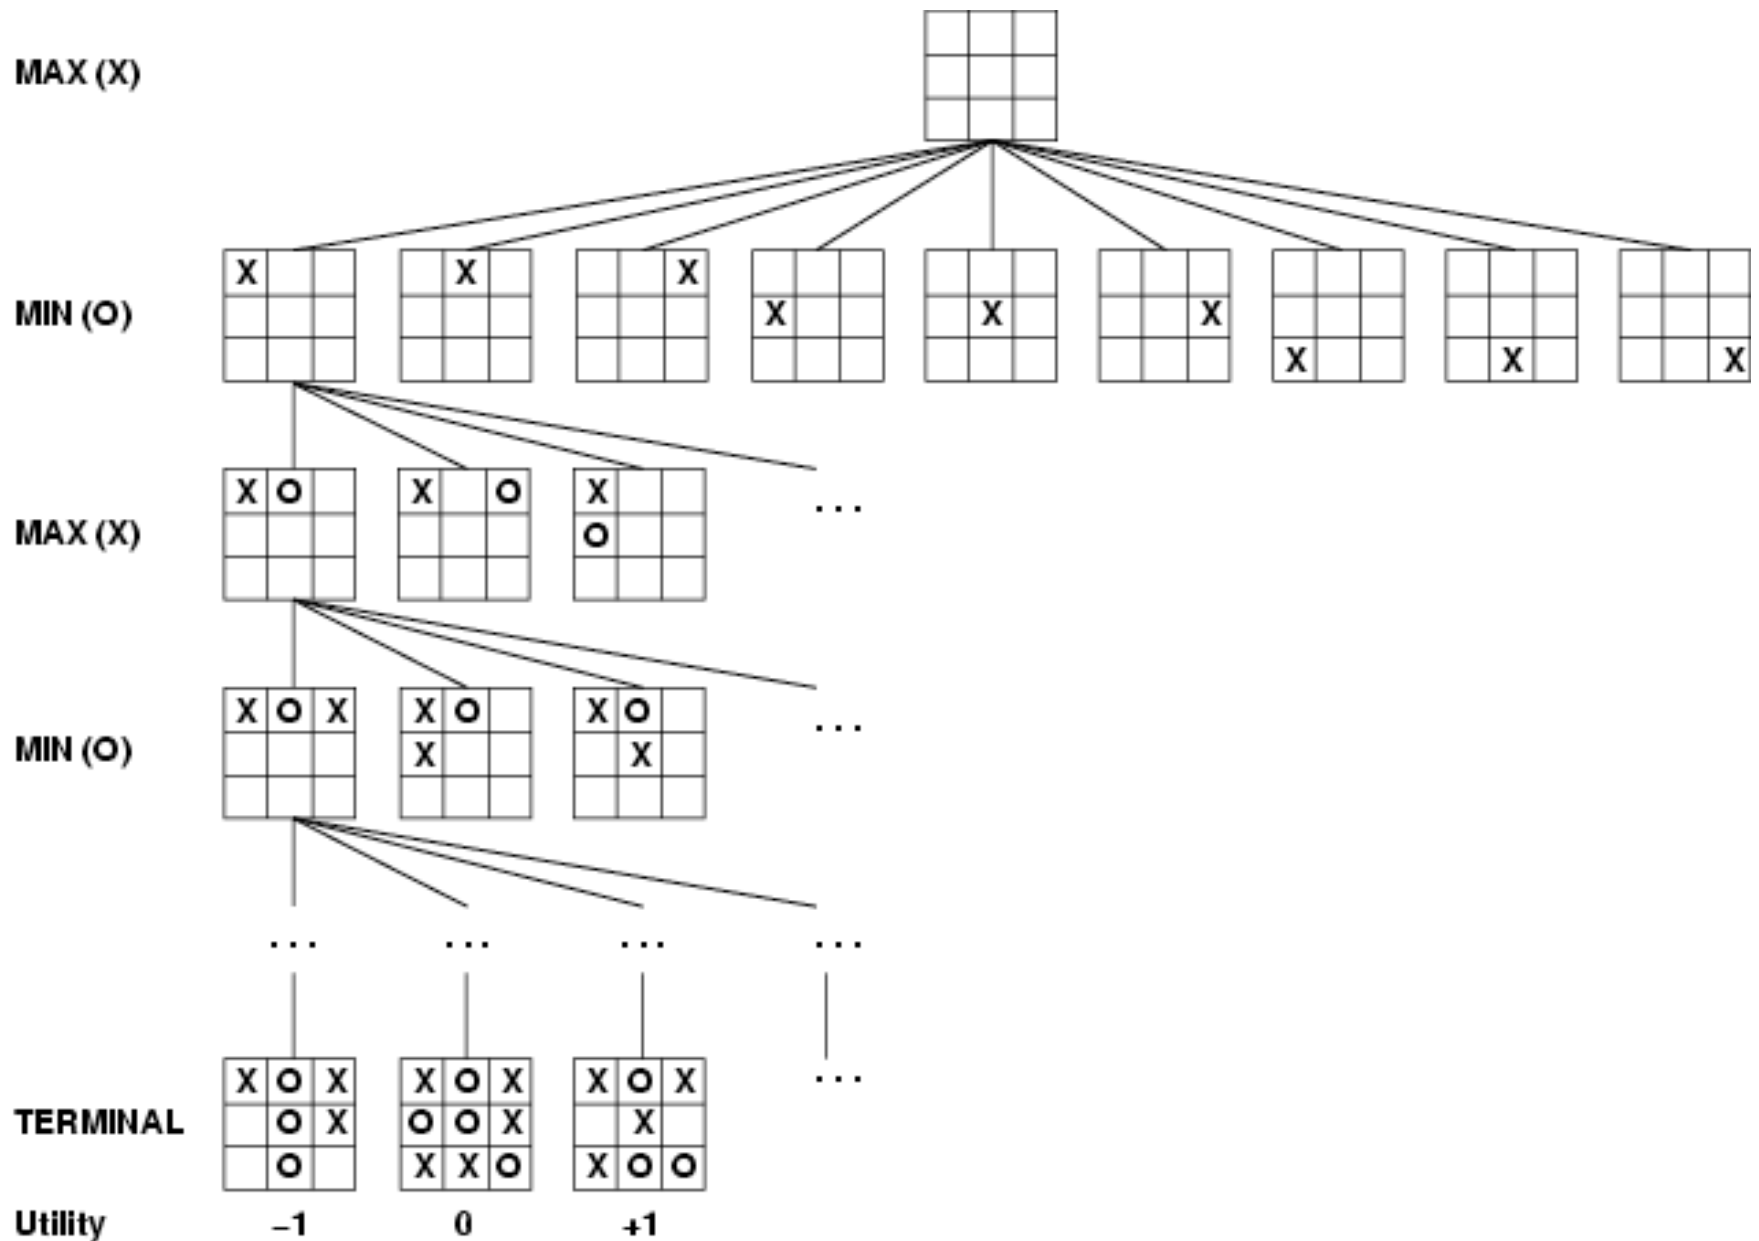 MAX (X)
MIN (O)
X X X X X X X X X
MAX (X)
X O X O X
O
...
MIN (O)
X O X X O X O
X X
...
... ... ... ...
TERMINAL
X O X X O X X O X
O X O O X X
O X X O X O O
...
Utility −1 0 +1